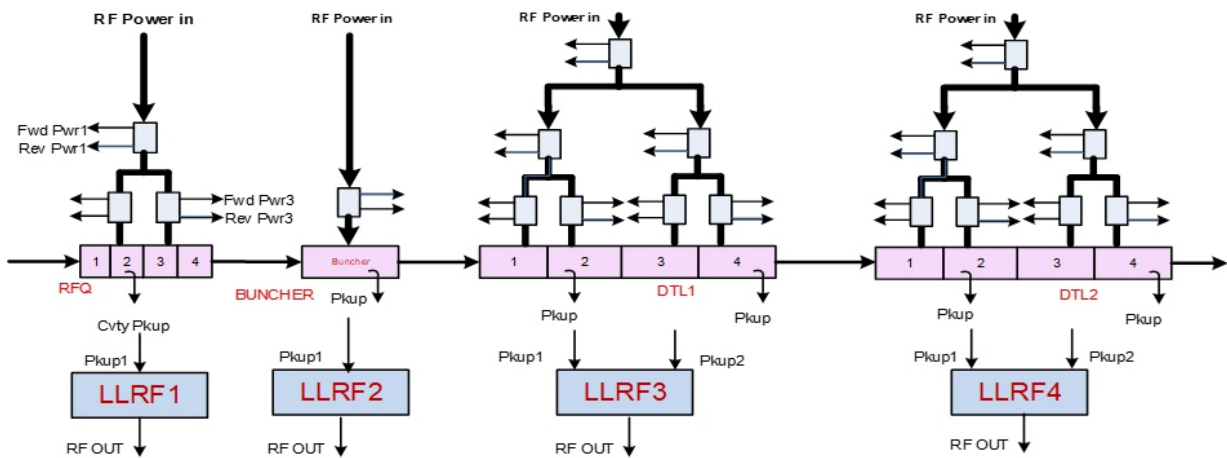 RF Power in
RF Power in
RF Power in
RF Power in
Fwd Pwr1
Rev Pwr1
Fwd Pwr3
Rev Pwr3
1 2 3 4
Buncher
1 2 3 4
1 2 3 4
RFQ
BUNCHER
DTL1
DTL2
Pkup
Pkup
Pkup
Pkup
Pkup
Cvty Pkup
Pkup1
Pkup1
Pkup1
Pkup2
Pkup1
Pkup2
LLRF1
LLRF2
LLRF3
LLRF4
RF OUT
RF OUT
RF OUT
RF OUT